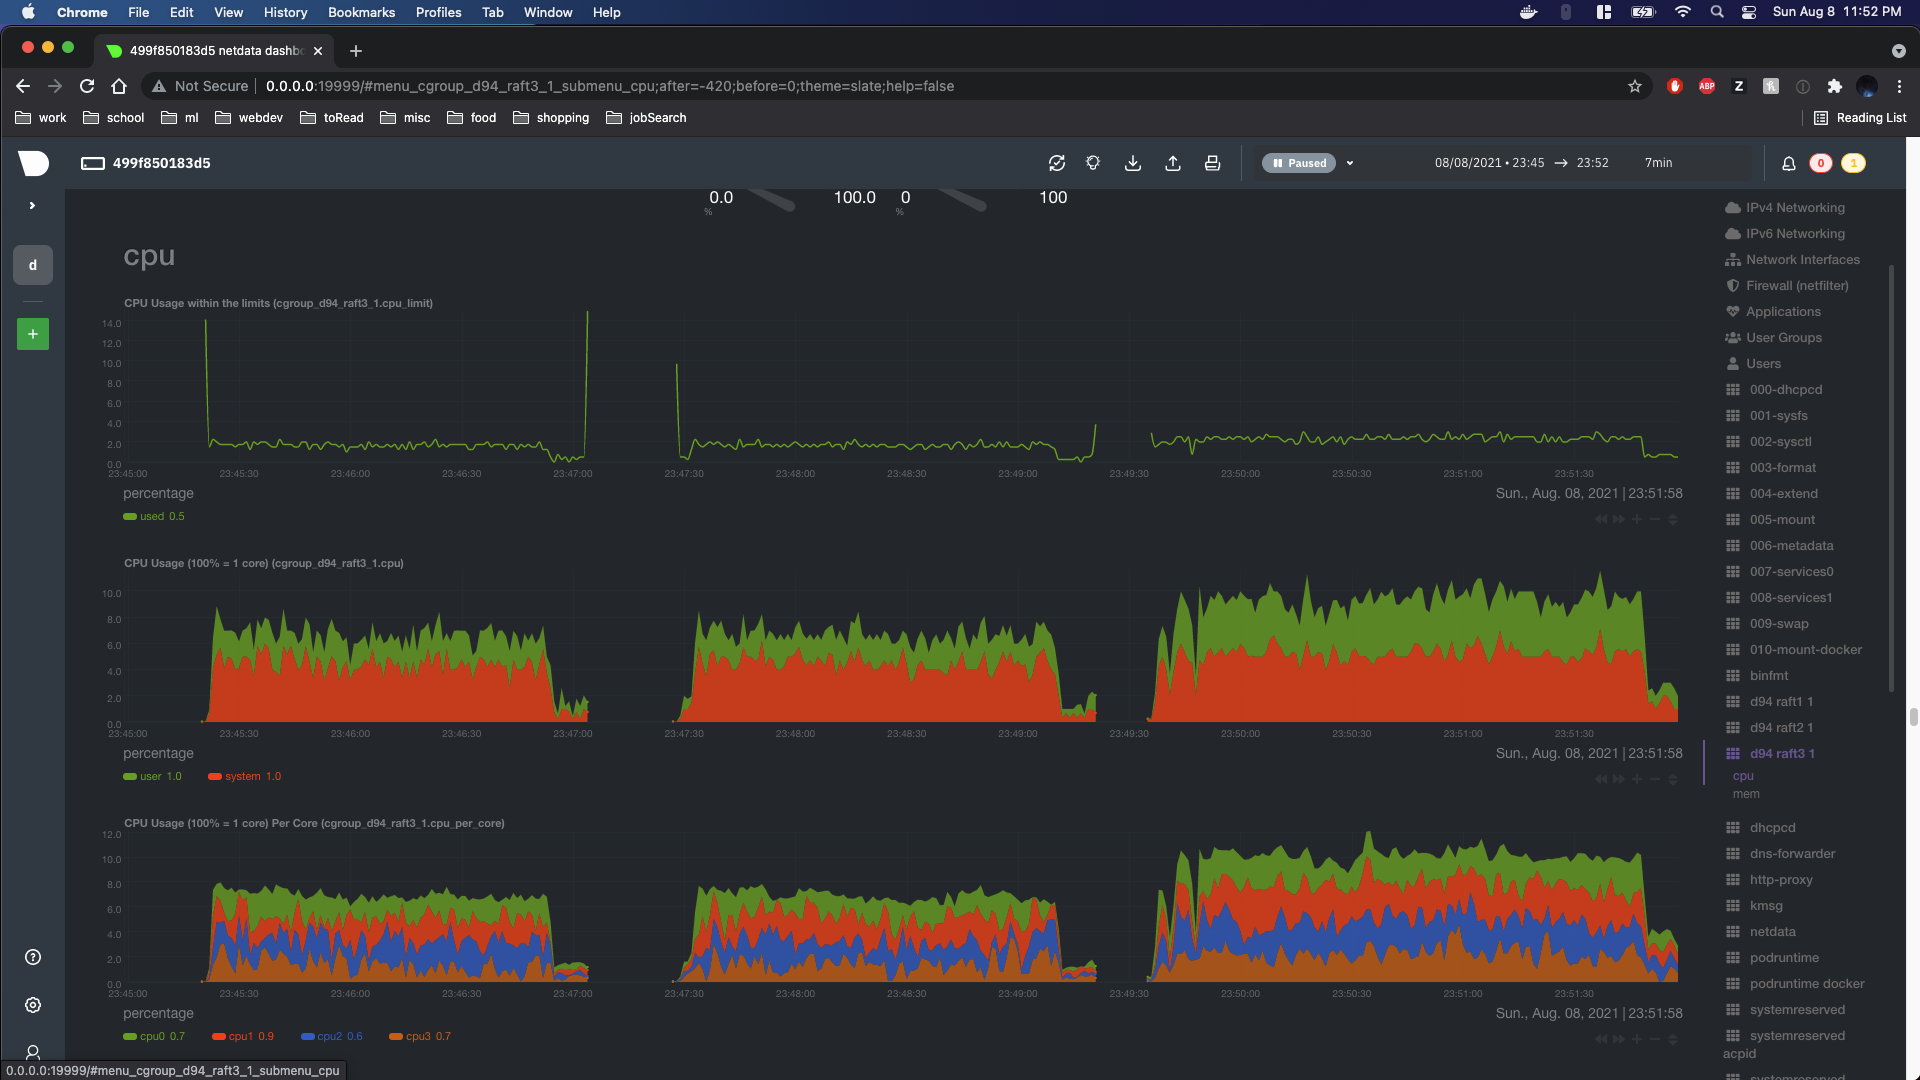 Chrome File Edit View History Bookmarks Profiles Tab Window Help Sun Aug 8 11:52 PM
499f850183d5 netdata dashb
Not Secure 0.0.0.0:19999/#menu_cgroup_d94_raft3_1_submenu_cpu;after=-420;before=0;theme=slate;help=false ABP Z
work school ml webdev toRead misc food shopping jobSearch Reading List
499f850183d5 Paused 08/08/2021 • 23:45 → 23:52 7min 0 1
0.0 100.0 0 100
% %
d
+
cpu
CPU Usage within the limits (cgroup_d94_raft3_1.cpu_limit)
14.0
12.0
10.0
8.0
6.0
4.0
2.0
0.0
23:45:00 23:45:30 23:46:00 23:46:30 23:47:00 23:47:30 23:48:00 23:48:30 23:49:00 23:49:30 23:50:00 23:50:30 23:51:00 23:51:30
percentage Sun., Aug. 08, 2021 | 23:51:58
used 0.5
CPU Usage (100% = 1 core) (cgroup_d94_raft3_1.cpu)
10.0
8.0
6.0
4.0
2.0
0.0
23:45:00 23:45:30 23:46:00 23:46:30 23:47:00 23:47:30 23:48:00 23:48:30 23:49:00 23:49:30 23:50:00 23:50:30 23:51:00 23:51:30
percentage Sun., Aug. 08, 2021 | 23:51:58
user 1.0 system 1.0
CPU Usage (100% = 1 core) Per Core (cgroup_d94_raft3_1.cpu_per_core)
12.0
10.0
8.0
6.0
4.0
2.0
0.0
23:45:00 23:45:30 23:46:00 23:46:30 23:47:00 23:47:30 23:48:00 23:48:30 23:49:00 23:49:30 23:50:00 23:50:30 23:51:00 23:51:30
percentage Sun., Aug. 08, 2021 | 23:51:58
cpu0 0.7 cpu1 0.9 cpu2 0.6 cpu3 0.7
IPv4 Networking
IPv6 Networking
Network Interfaces
Firewall (netfilter)
Applications
User Groups
Users
000-dhcpcd
001-sysfs
002-sysctl
003-format
004-extend
005-mount
006-metadata
007-services0
008-services1
009-swap
010-mount-docker
binfmt
d94 raft1 1
d94 raft2 1
d94 raft3 1
cpu
mem
dhcpcd
dns-forwarder
http-proxy
kmsg
netdata
podruntime
podruntime docker
systemreserved
systemreserved
acpid
systemreserved
0.0.0.0:19999/#menu_cgroup_d94_raft3_1_submenu_cpu